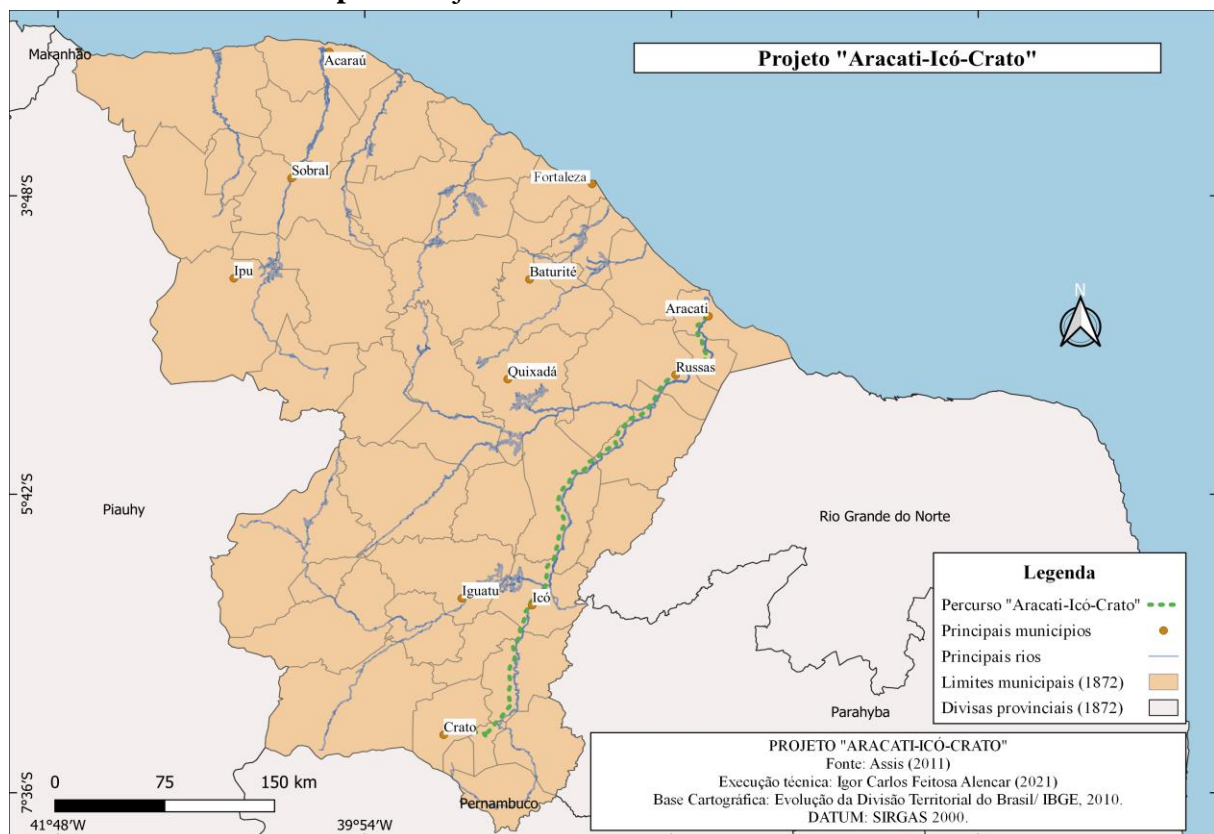 Maranhão
Acaraú
Projeto "Aracati-Icó-Crato"
Sobral
Fortaleza
3°48'S
Ipu
Baturité
Aracati
N
Quixadá
Russas
5°42'S
Piauhy
Rio Grande do Norte
Iguatu
Icó
Legenda
Percurso "Aracati-Icó-Crato"
Principais municípios
Principais rios
Limites municipais (1872)
Divisas provinciais (1872)
Parahyba
Crato
PROJETO "ARACATI-ICÓ-CRATO"
Fonte: Assis (2011)
Execução técnica: Igor Carlos Feitosa Alencar (2021)
Base Cartográfica: Evolução da Divisão Territorial do Brasil/ IBGE, 2010.
DATUM: SIRGAS 2000.
0 75 150 km
7°36'S
Pernambuco
41°48'W 39°54'W